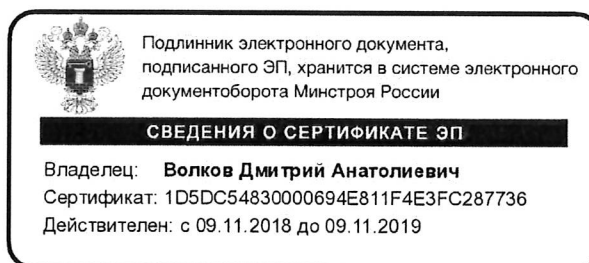 Подлинник электронного документа,
подписанного ЭП, хранится в системе электронного
документооборота Минстроя России
СВЕДЕНИЯ О СЕРТИФИКАТЕ ЭП
Владелец: Волков Дмитрий Анатолиевич
Сертификат: 1D5DC54830000694E811F4E3FC287736
Действителен: с 09.11.2018 до 09.11.2019